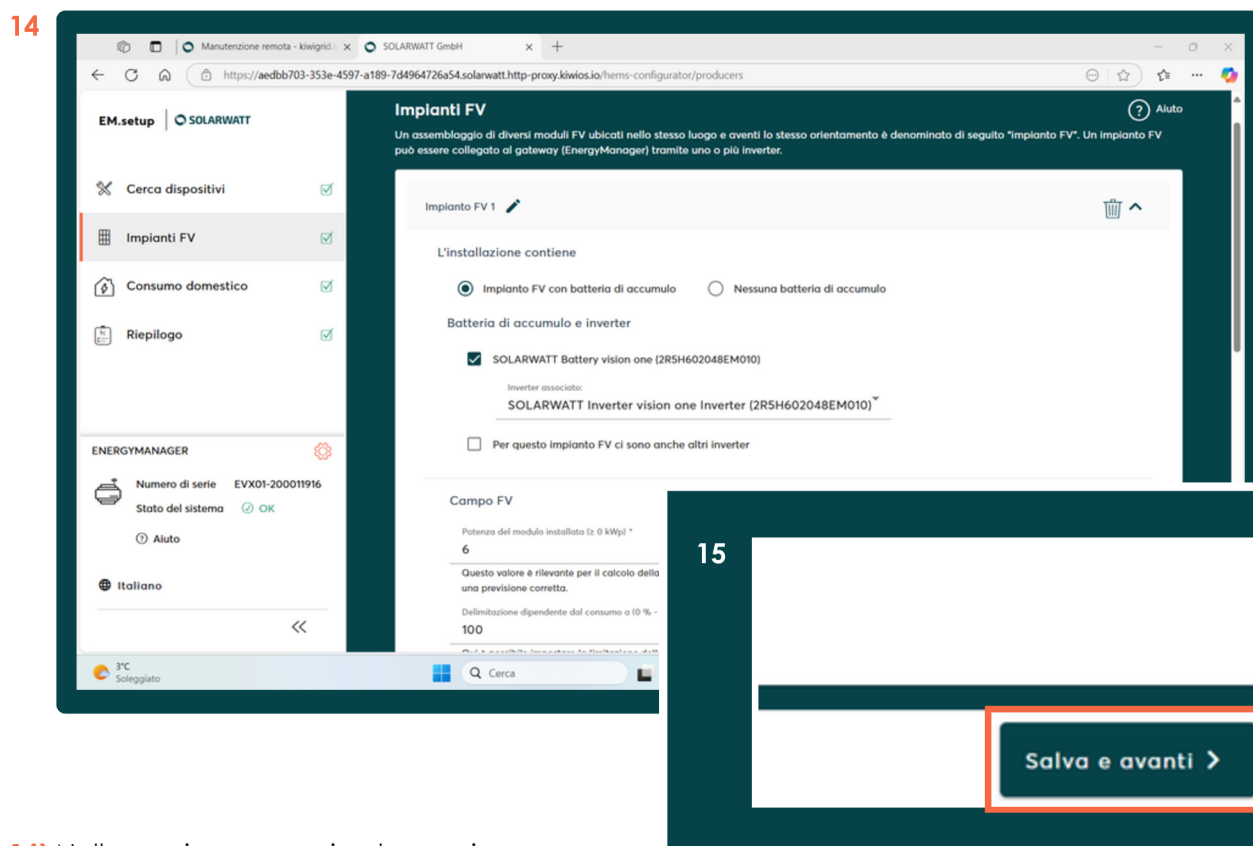 14
Manutenzione remota - kiwigrid.
SOLARWATT GmbH
https://aedbb703-353e-4597-a189-7d4964726a54.solarwatt.http-proxy.kiwios.io/hems-configurator/producers
EM.setup
SOLARWATT
Cerca dispositivi
Impianti FV
Consumo domestico
Riepilogo
ENERGYMANAGER
Numero di serie EVX01-200011916
Stato del sistema OK
Aiuto
Italiano
Impianti FV
Aiuto
Un assemblaggio di diversi moduli FV ubicati nello stesso luogo e aventi lo stesso orientamento è denominato di seguito "impianto FV". Un impianto FV
può essere collegato al gateway (EnergyManager) tramite uno o più inverter.
Impianto FV 1
L'installazione contiene
Impianto FV con batteria di accumulo
Nessuna batteria di accumulo
Batteria di accumulo e inverter
SOLARWATT Battery vision one (2R5H602048EM010)
Inverter associato:
SOLARWATT Inverter vision one Inverter (2R5H602048EM010)
Per questo impianto FV ci sono anche altri inverter
Campo FV
Potenza del modulo installata (≥ 0 kWp) *
6
Questo valore è rilevante per il calcolo della
una previsione corretta.
Delimitazione dipendente dal consumo a (0 % -
100
3°C
Soleggiato
Cerca
15
Salva e avanti